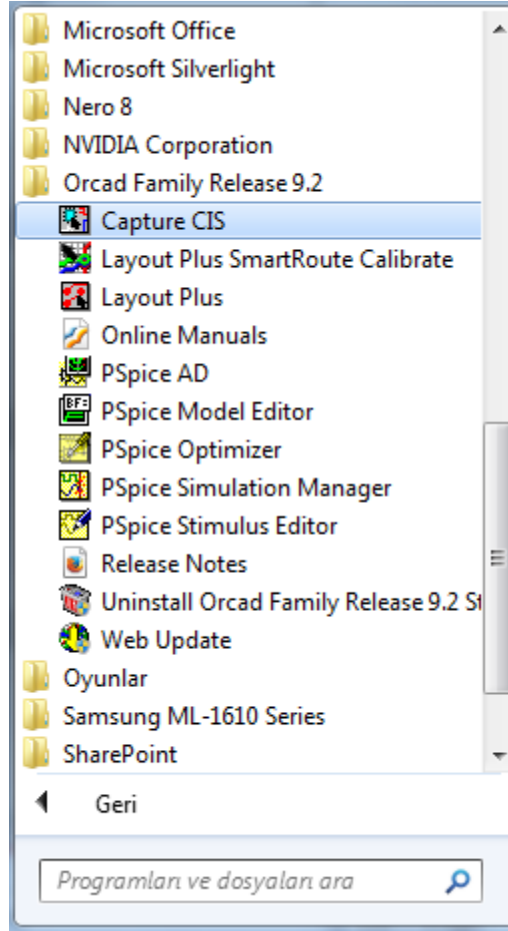 Microsoft Office
Microsoft Silverlight
Nero 8
NVIDIA Corporation
Orcad Family Release 9.2
Capture CIS
Layout Plus SmartRoute Calibrate
Layout Plus
Online Manuals
PSpice AD
PSpice Model Editor
PSpice Optimizer
PSpice Simulation Manager
PSpice Stimulus Editor
Release Notes
Uninstall Orcad Family Release 9.2 St
Web Update
Oyunlar
Samsung ML-1610 Series
SharePoint
Geri
Programları ve dosyaları ara